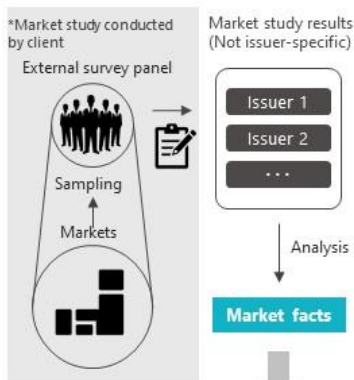 *Market study conducted
by client
External survey panel
Sampling
Markets
Market study results
(Not issuer-specific)
Issuer 1
Issuer 2
...
Analysis
Market facts